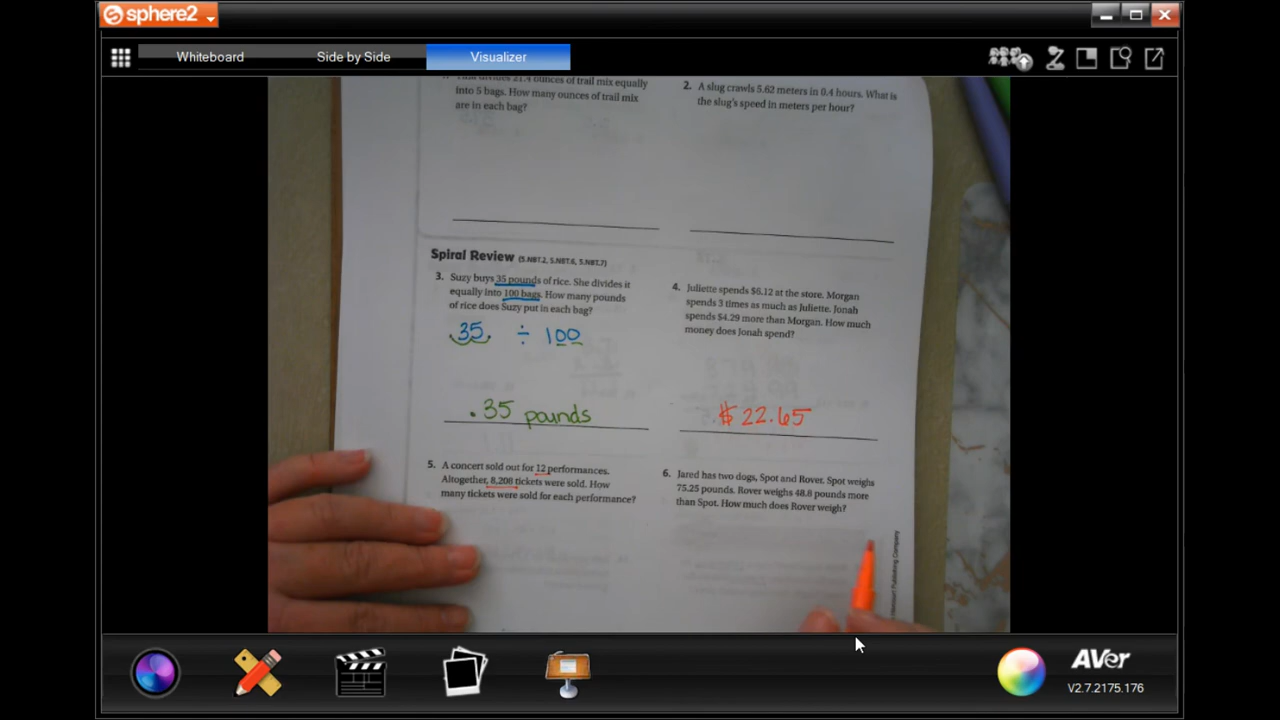 sphere2
Whiteboard
Side by Side
Visualizer
divides 21.4 ounces of trail mix equally
into 5 bags. How many ounces of trail mix
are in each bag?
2. A slug crawls 5.62 meters in 0.4 hours. What is
the slug's speed in meters per hour?
Spiral Review (5.NBT.2, 5.NBT.6, 5.NBT.7)
3. Suzy buys 35 pounds of rice. She divides it
equally into 100 bags. How many pounds
of rice does Suzy put in each bag?
35. ÷ 100
.35 pounds
4. Juliette spends $6.12 at the store. Morgan
spends 3 times as much as Juliette. Jonah
spends $4.29 more than Morgan. How much
money does Jonah spend?
$22.65
5. A concert sold out for 12 performances.
Altogether, 8,208 tickets were sold. How
many tickets were sold for each performance?
6. Jared has two dogs, Spot and Rover. Spot weighs
75.25 pounds. Rover weighs 48.8 pounds more
than Spot. How much does Rover weigh?
Publishing Company
AVer
V2.7.2175.176